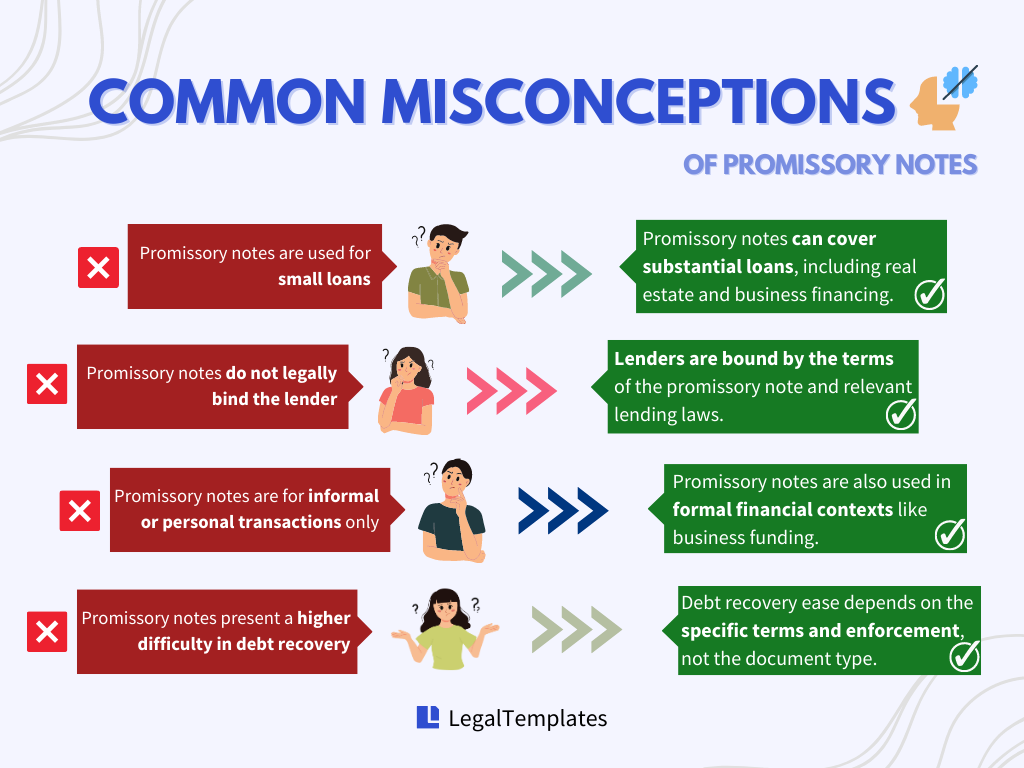 COMMON MISCONCEPTIONS
OF PROMISSORY NOTES
Promissory notes are used for
small loans
Promissory notes can cover
substantial loans, including real
estate and business financing.
Promissory notes do not legally
bind the lender
Lenders are bound by the terms
of the promissory note and relevant
lending laws.
Promissory notes are for informal
or personal transactions only
Promissory notes are also used in
formal financial contexts like
business funding.
Promissory notes present a higher
difficulty in debt recovery
Debt recovery ease depends on the
specific terms and enforcement,
not the document type.
LegalTemplates